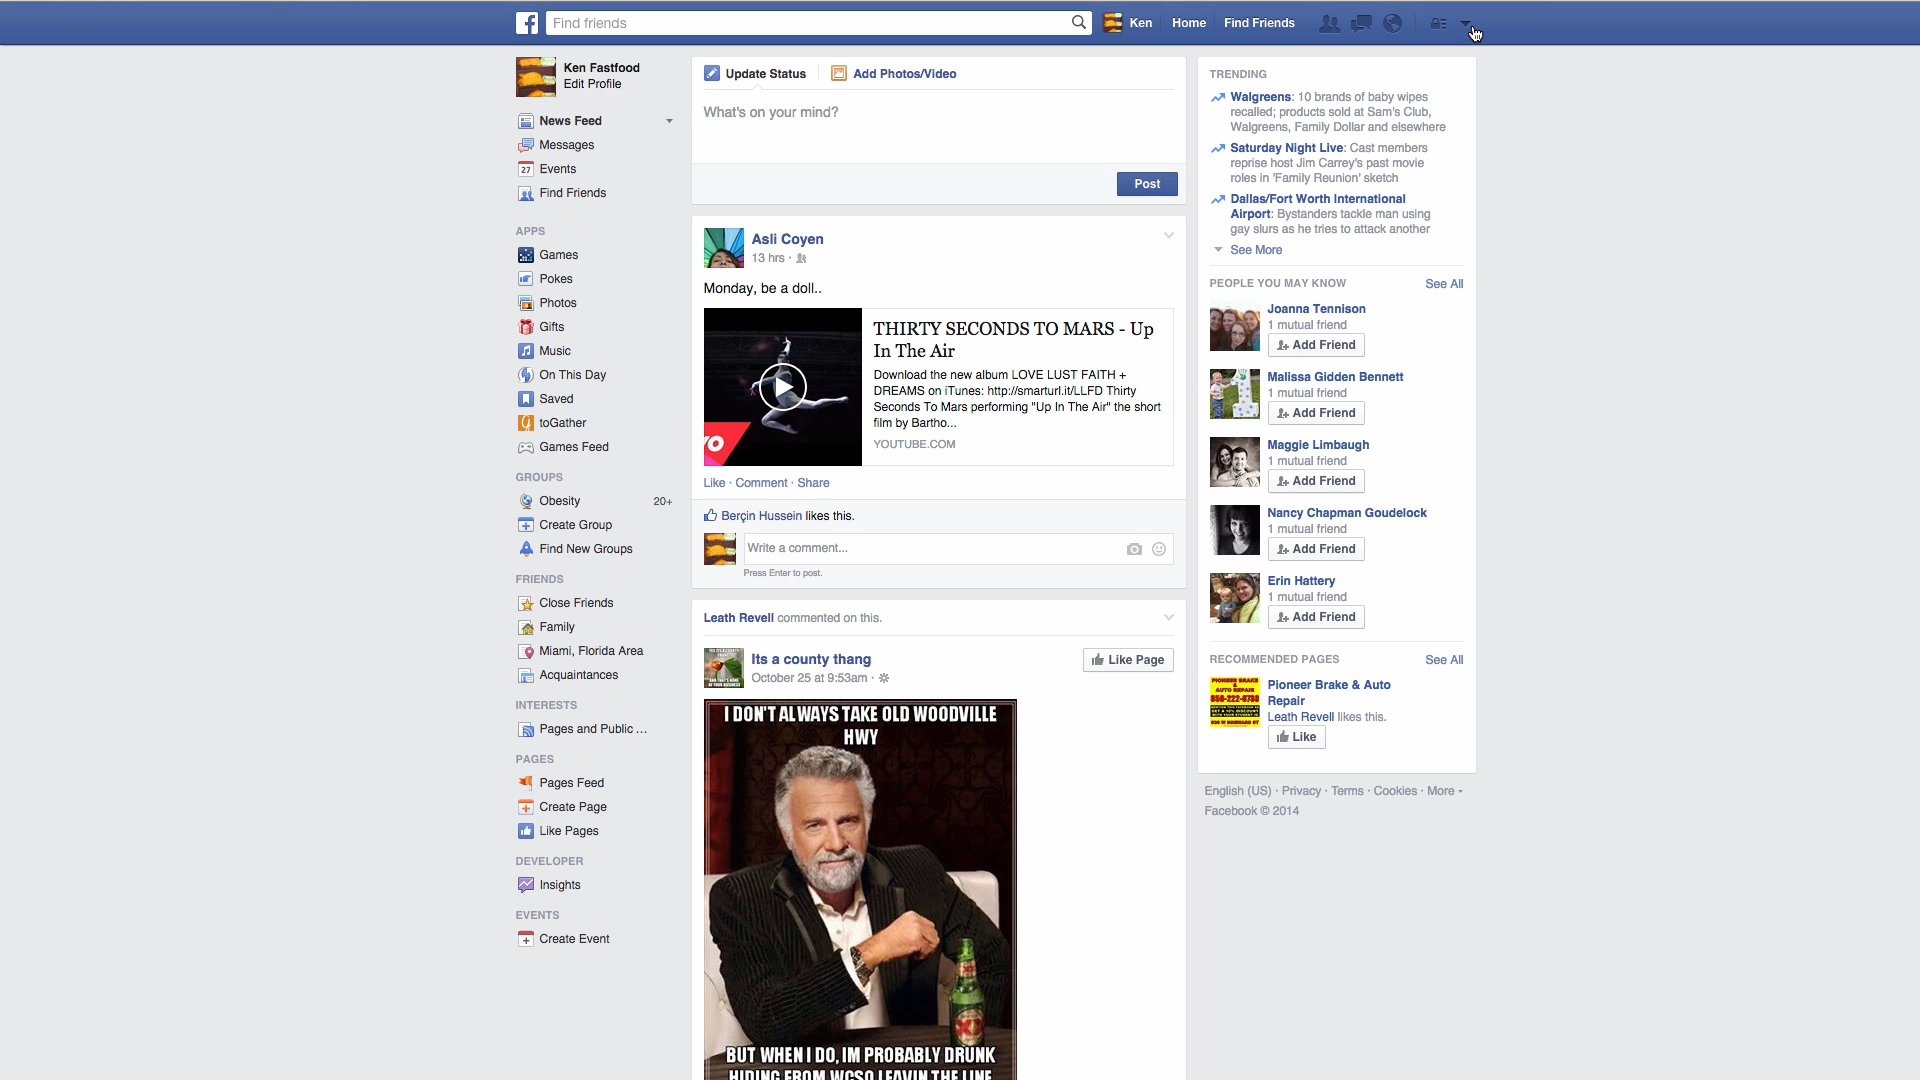 Find friends
Ken
Home
Find Friends
Ken Fastfood
Edit Profile
News Feed
Messages
27
Events
Find Friends
APPS
Games
Pokes
Photos
Gifts
Music
On This Day
Saved
toGather
Games Feed
GROUPS
Obesity 20+
Create Group
Find New Groups
FRIENDS
Close Friends
Family
Miami, Florida Area
Acquaintances
INTERESTS
Pages and Public ...
PAGES
Pages Feed
Create Page
Like Pages
DEVELOPER
Insights
EVENTS
Create Event
Update Status
Add Photos/Video
What's on your mind?
Post
Asli Coyen
13 hrs ·
Monday, be a doll..
THIRTY SECONDS TO MARS - Up
In The Air
Download the new album LOVE LUST FAITH +
DREAMS on iTunes: http://smarturl.it/LLFD Thirty
Seconds To Mars performing "Up In The Air" the short
film by Bartho...
YOUTUBE.COM
Like · Comment · Share
Berçin Hussein likes this.
Write a comment...
Press Enter to post.
Leath Revell commented on this.
Its a county thang
October 25 at 9:53am ·
Like Page
I DON'T ALWAYS TAKE OLD WOODVILLE
HWY
BUT WHEN I DO, IM PROBABLY DRUNK
HIDING FROM WCSO LEAVIN THE LINE
TRENDING
Walgreens: 10 brands of baby wipes
recalled; products sold at Sam's Club,
Walgreens, Family Dollar and elsewhere
Saturday Night Live: Cast members
reprise host Jim Carrey's past movie
roles in 'Family Reunion' sketch
Dallas/Fort Worth International
Airport: Bystanders tackle man using
gay slurs as he tries to attack another
See More
PEOPLE YOU MAY KNOW See All
Joanna Tennison
1 mutual friend
Add Friend
Malissa Gidden Bennett
1 mutual friend
Add Friend
Maggie Limbaugh
1 mutual friend
Add Friend
Nancy Chapman Goudelock
1 mutual friend
Add Friend
Erin Hattery
1 mutual friend
Add Friend
RECOMMENDED PAGES See All
PIONEER BRAKE
&
AUTO REPAIR
Pioneer Brake & Auto
Repair
Leath Revell likes this.
Like
English (US) · Privacy · Terms · Cookies · More
Facebook © 2014